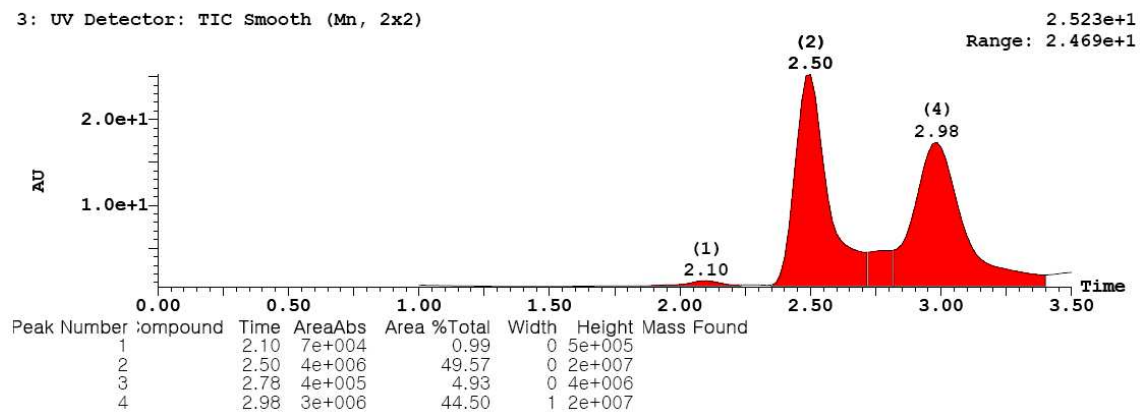 3: UV Detector: TIC Smooth (Mn, 2x2)
2.523e+1
Range: 2.469e+1
(2)
2.50
(4)
2.98
2.0e+1
AU
1.0e+1
(1)
2.10
Time
0.00 0.50 1.00 1.50 2.00 2.50 3.00 3.50
Peak Number Compound Time AreaAbs Area %Total Width Height Mass Found
1 2.10 7e+004 0.99 0 5e+005
2 2.50 4e+006 49.57 0 2e+007
3 2.78 4e+005 4.93 0 4e+006
4 2.98 3e+006 44.50 1 2e+007